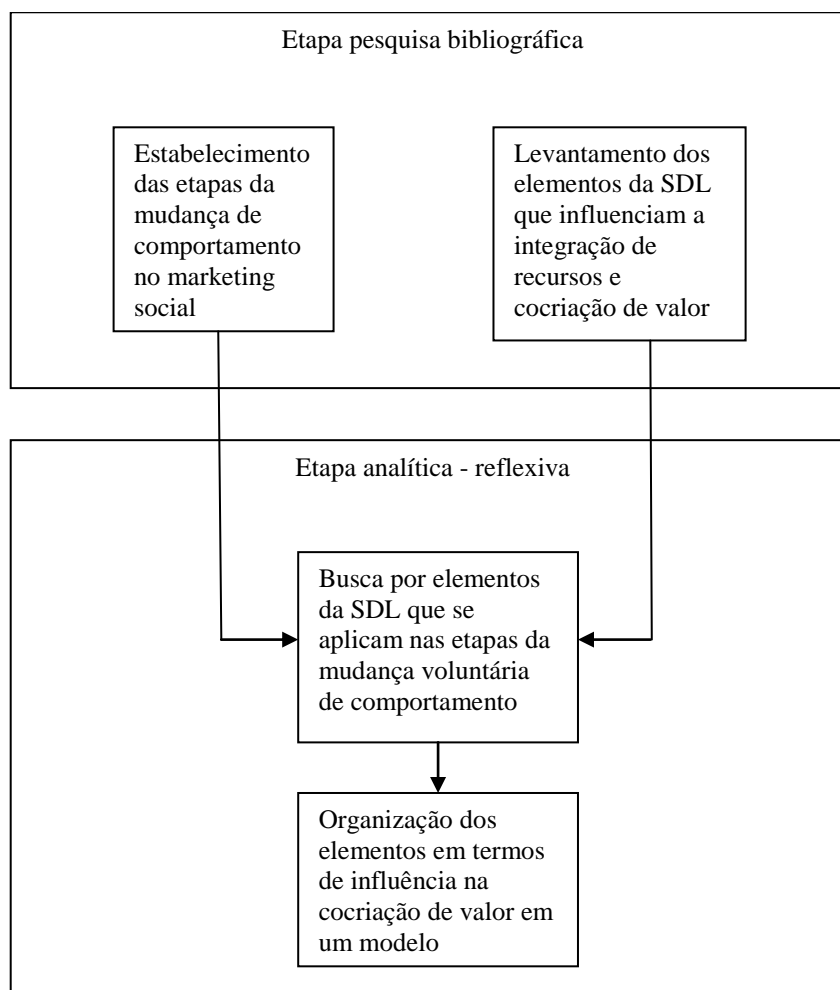 Etapa pesquisa bibliográfica
Estabelecimento
das etapas da
mudança de
comportamento
no marketing
social
Levantamento dos
elementos da SDL
que influenciam a
integração de
recursos e
cocriação de valor
Etapa analítica - reflexiva
Busca por elementos
da SDL que se
aplicam nas etapas da
mudança voluntária
de comportamento
Organização dos
elementos em termos
de influência na
cocriação de valor em
um modelo